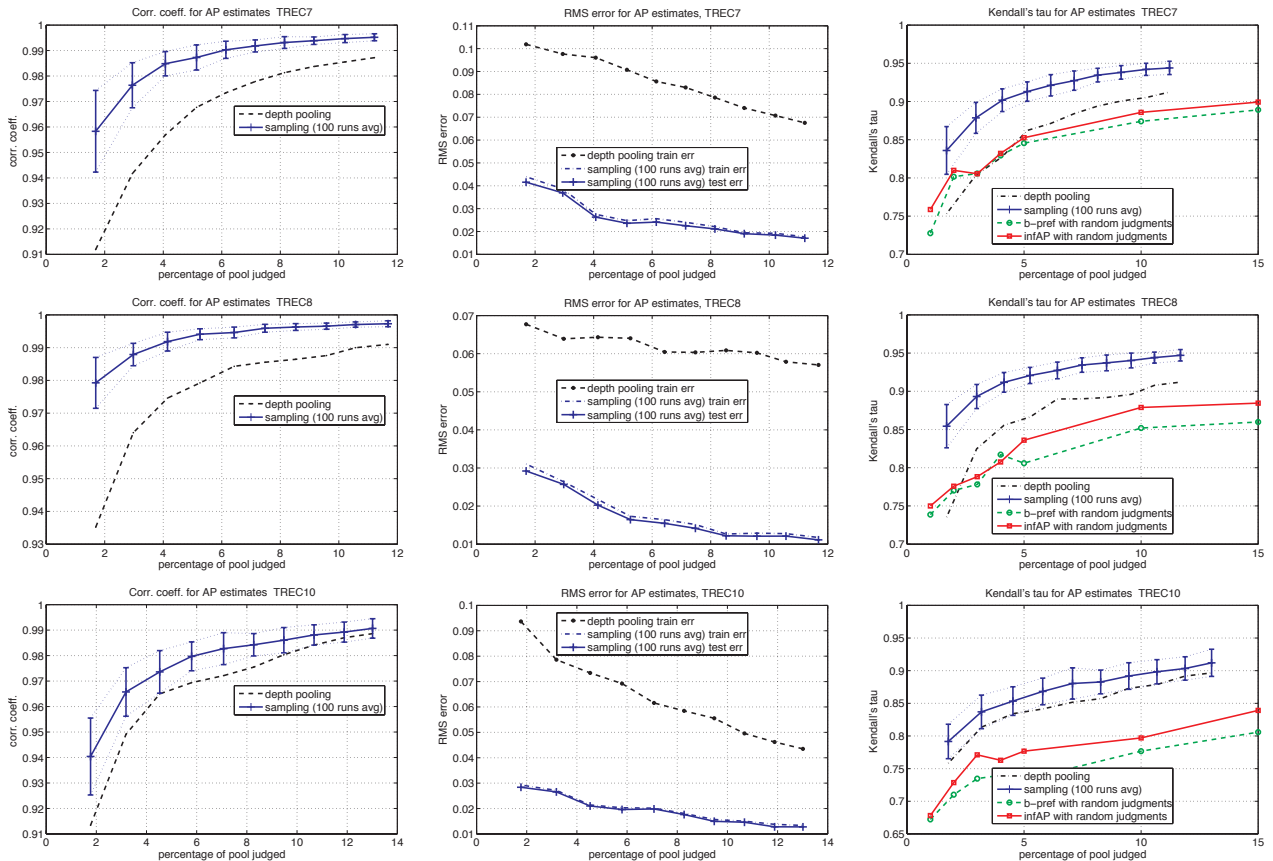 Corr. coeff. for AP estimates TREC7
corr. coeff.
0.99
0.98
0.97
0.96
0.95
0.94
0.93
0.92
0.91
0
2
4
6
8
10
12
percentage of pool judged
depth pooling
sampling (100 runs avg)
RMS error for AP estimates, TREC7
RMS error
0.11
0.1
0.09
0.08
0.07
0.06
0.05
0.04
0.03
0.02
0.01
0
2
4
6
8
10
12
percentage of pool judged
depth pooling train err
sampling (100 runs avg) train err
sampling (100 runs avg) test err
Kendall's tau for AP estimates TREC7
Kendall's tau
1
0.95
0.9
0.85
0.8
0.75
0.7
0
5
10
15
percentage of pool judged
depth pooling
sampling (100 runs avg)
b−pref with random judgments
infAP with random judgments
Corr. coeff. for AP estimates TREC8
corr. coeff.
1
0.99
0.98
0.97
0.96
0.95
0.94
0.93
0
2
4
6
8
10
12
percentage of pool judged
depth pooling
sampling (100 runs avg)
RMS error for AP estimates, TREC8
RMS error
0.07
0.06
0.05
0.04
0.03
0.02
0.01
0
2
4
6
8
10
12
percentage of pool judged
depth pooling train err
sampling (100 runs avg) train err
sampling (100 runs avg) test err
Kendall's tau for AP estimates TREC8
Kendall's tau
1
0.95
0.9
0.85
0.8
0.75
0.7
0
5
10
15
percentage of pool judged
depth pooling
sampling (100 runs avg)
b−pref with random judgments
infAP with random judgments
Corr. coeff. for AP estimates TREC10
corr. coeff.
1
0.99
0.98
0.97
0.96
0.95
0.94
0.93
0.92
0.91
0
2
4
6
8
10
12
14
percentage of pool judged
depth pooling
sampling (100 runs avg)
RMS error for AP estimates, TREC10
RMS error
0.1
0.09
0.08
0.07
0.06
0.05
0.04
0.03
0.02
0.01
0
2
4
6
8
10
12
14
percentage of pool judged
depth pooling train err
sampling (100 runs avg) train err
sampling (100 runs avg) test err
Kendall's tau for AP estimates TREC10
Kendall's tau
1
0.95
0.9
0.85
0.8
0.75
0.7
0.65
0
5
10
15
percentage of pool judged
depth pooling
sampling (100 runs avg)
b−pref with random judgments
infAP with random judgments